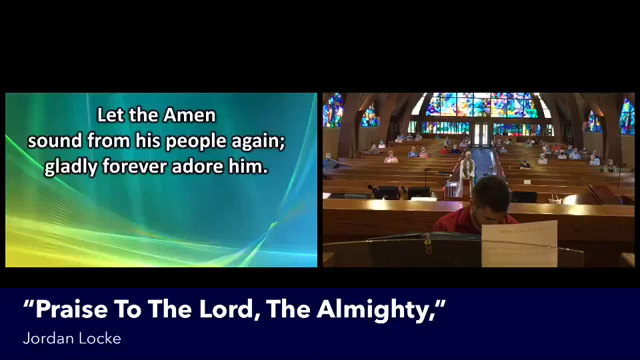 Let the Amen
sound from his people again;
gladly forever adore him.
“Praise To The Lord, The Almighty,”
Jordan Locke